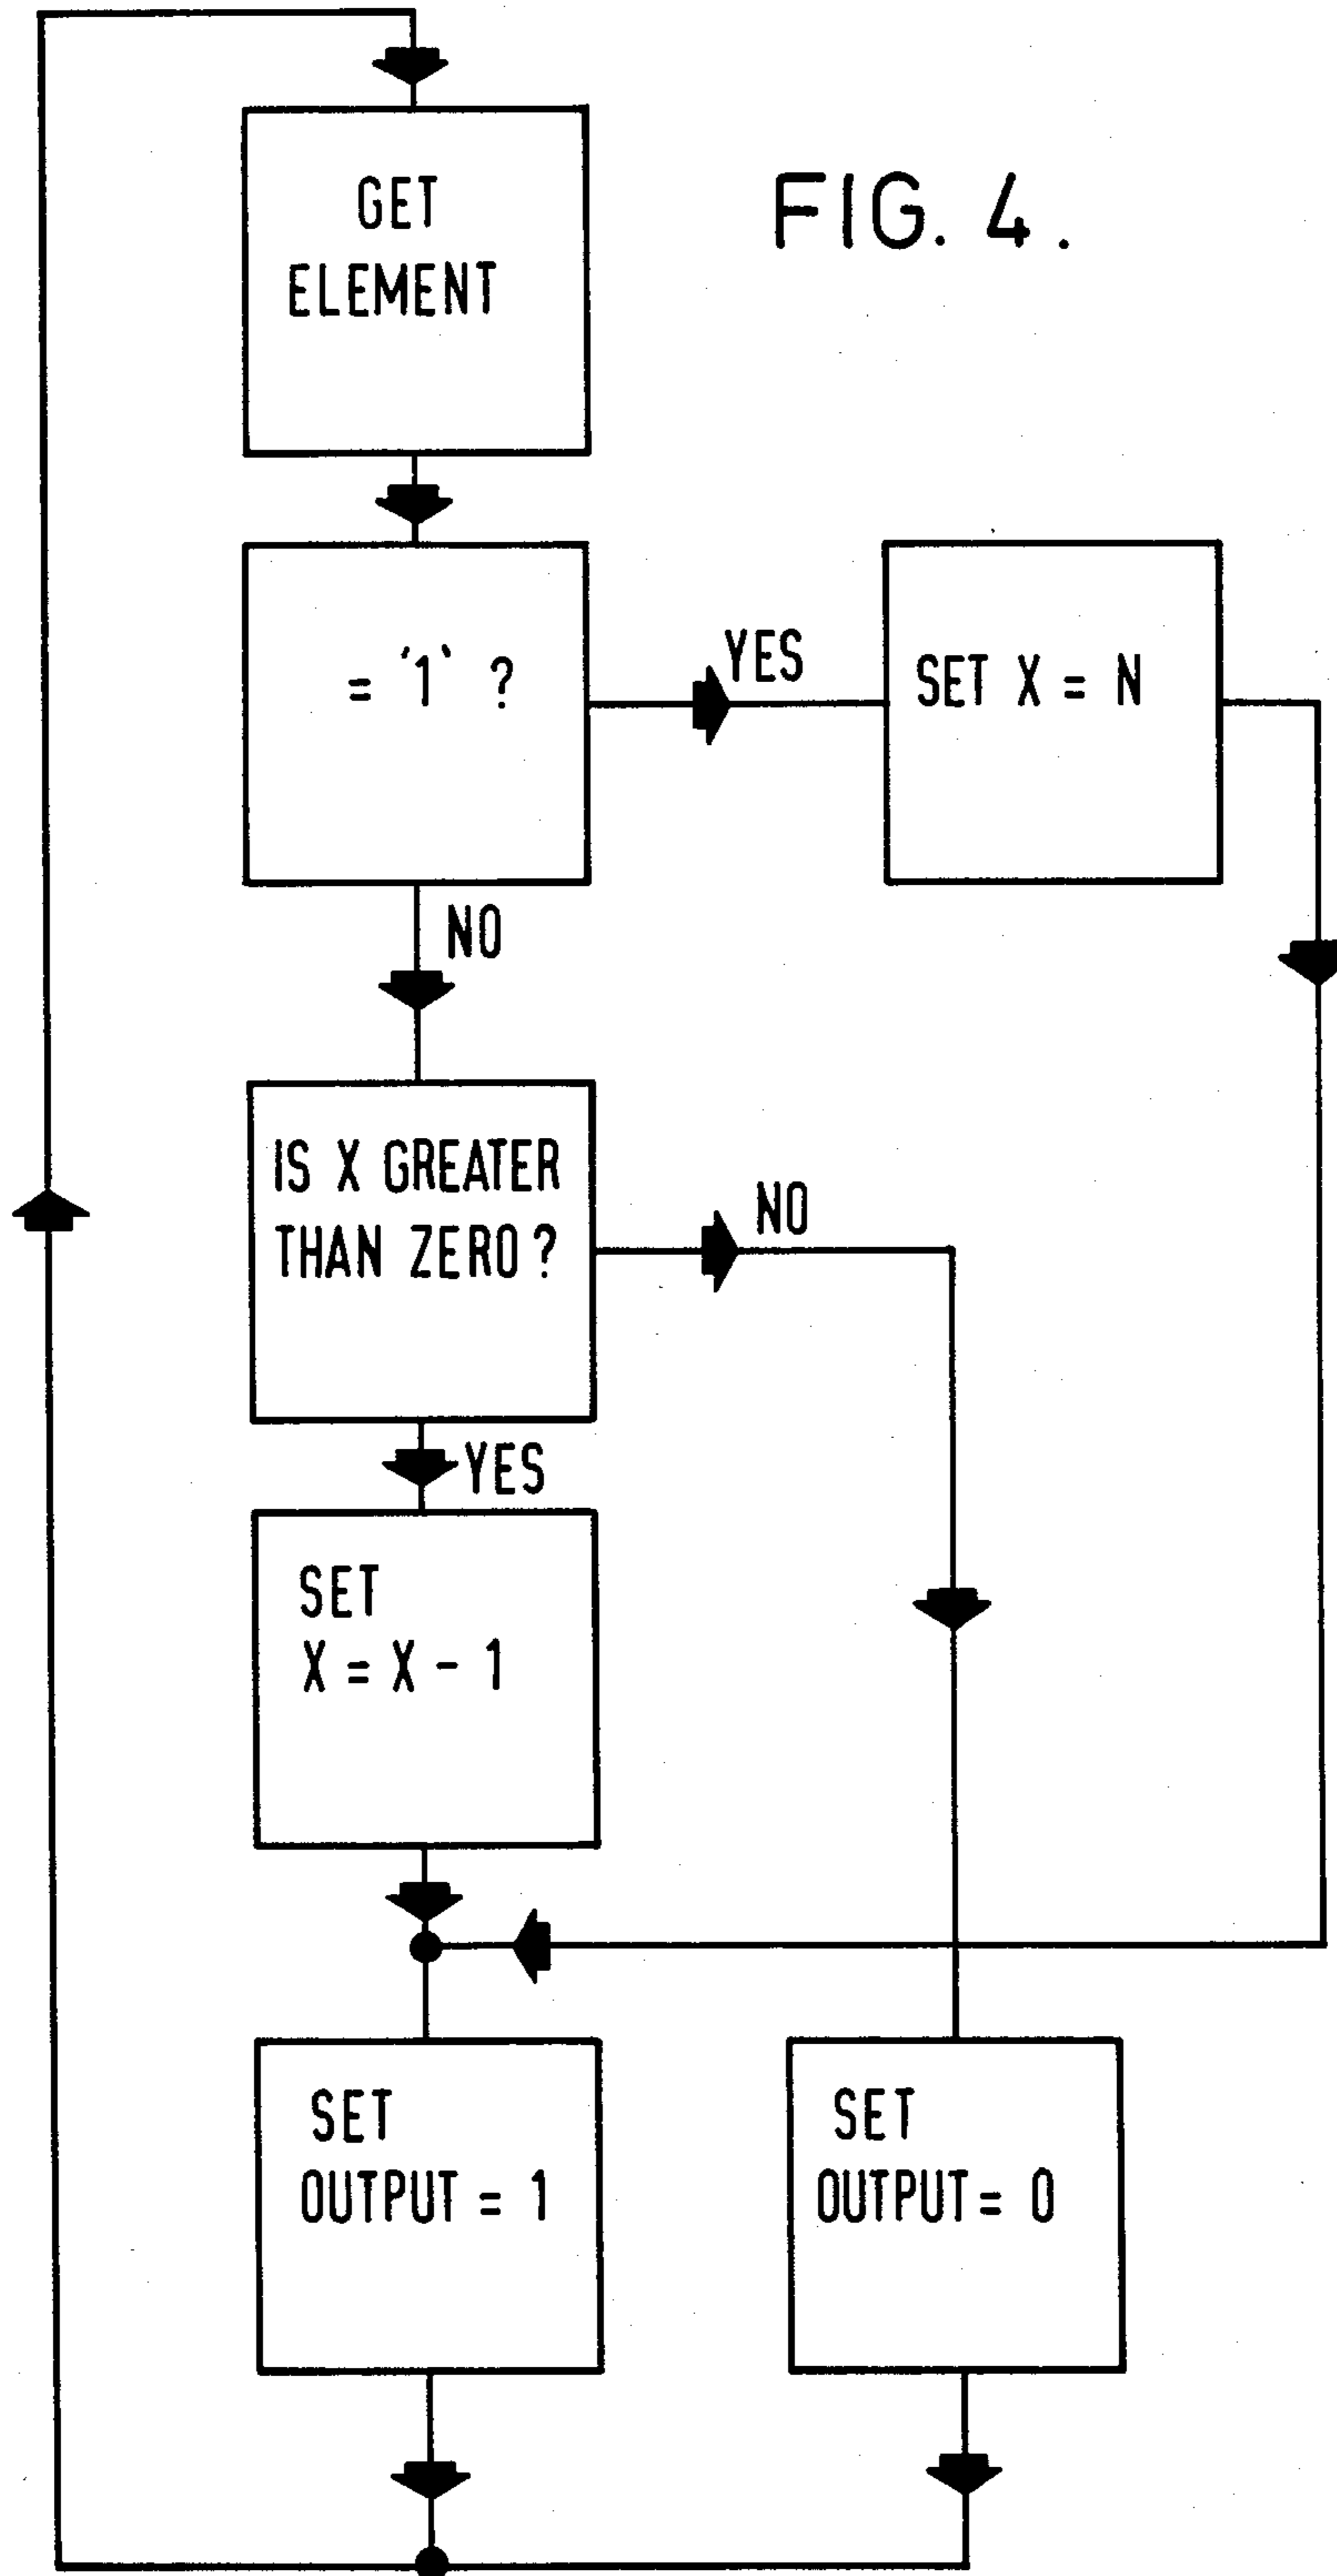 FIG. 4.
GET
ELEMENT
= '1' ?
YES
SET X = N
NO
IS X GREATER
THAN ZERO?
NO
YES
SET
X = X - 1
SET
OUTPUT = 1
SET
OUTPUT = 0